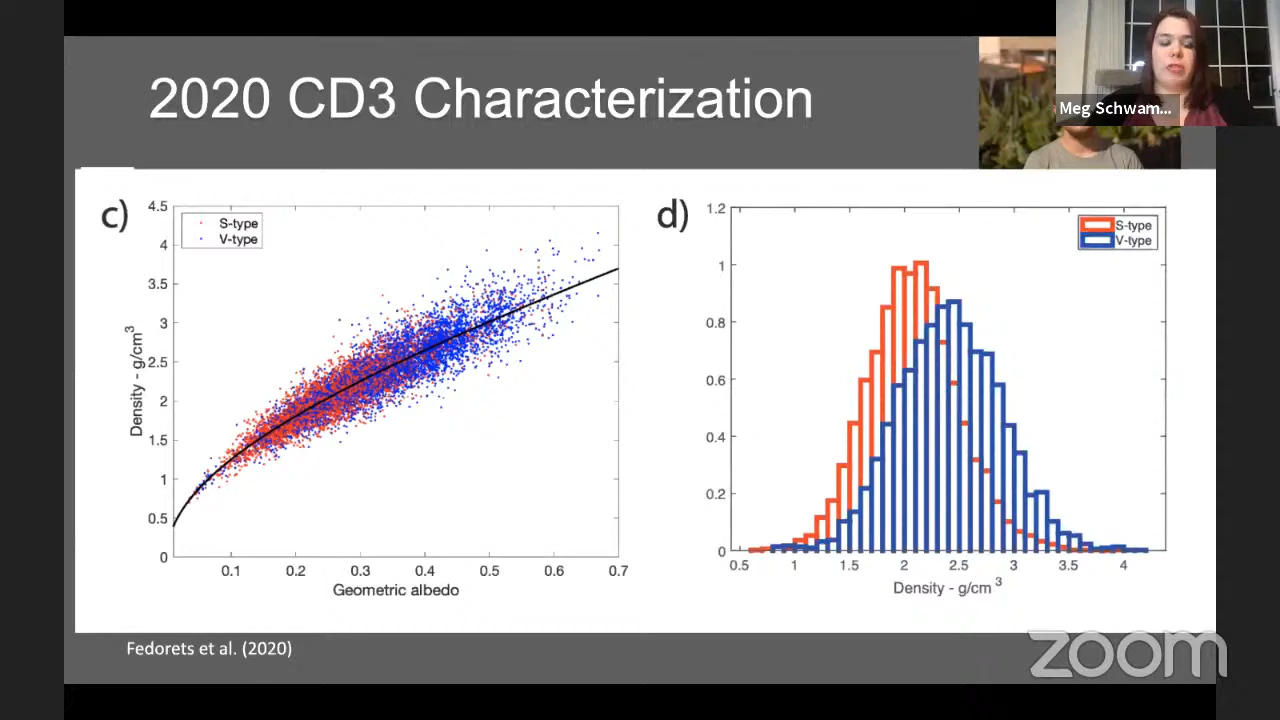 2020 CD3 Characterization
Meg Schwam...
c)
S-type
V-type
4.5
4
3.5
3
2.5
2
1.5
1
0.5
0
Density - g/cm3
0.1
0.2
0.3
0.4
0.5
0.6
0.7
Geometric albedo
d)
S-type
V-type
1.2
1
0.8
0.6
0.4
0.2
0
0.5
1
1.5
2
2.5
3
3.5
4
Density - g/cm 3
Fedorets et al. (2020)
zoom